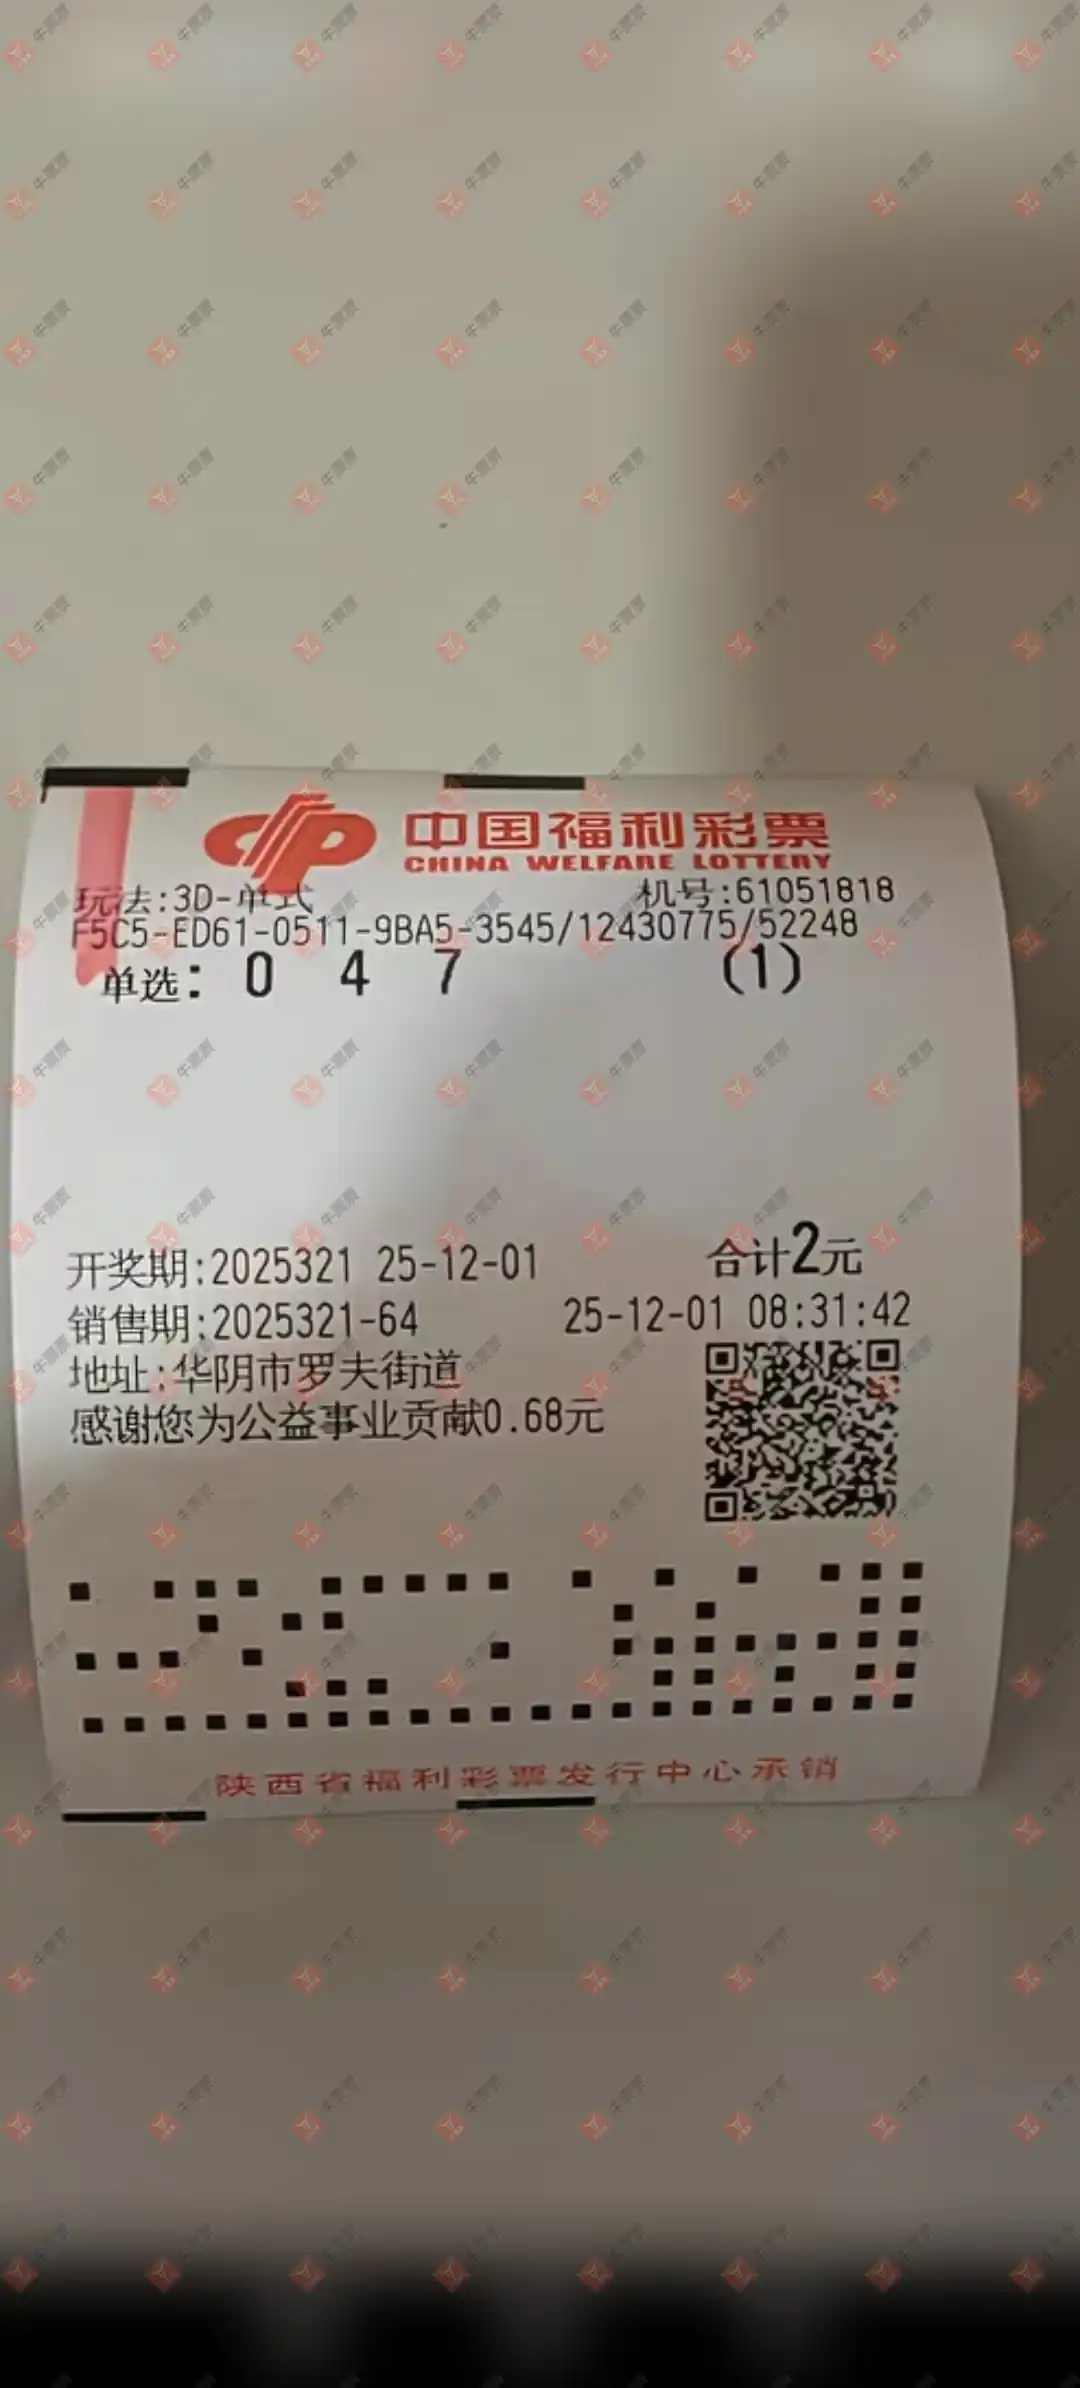 中国福利彩票
CHINA WELFARE LOTTERY
玩法:3D-单式 机号:61051818
F5C5-ED61-0511-9BA5-3545/12430775/52248
单选: 0 4 7 (1)
开奖期:2025321 25-12-01 合计2元
销售期:2025321-64 25-12-01 08:31:42
地址:华阴市罗夫街道
感谢您为公益事业贡献0.68元
陕西省福利彩票发行中心承销